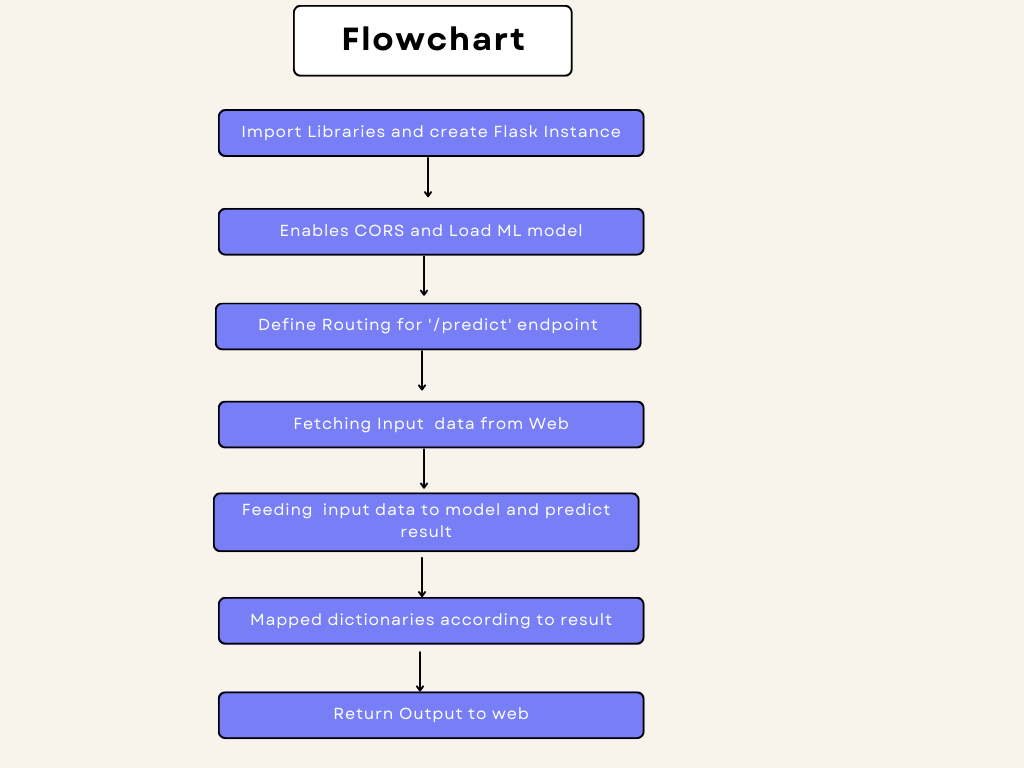 Flowchart
Import Libraries and create Flask Instance
Enables CORS and Load ML model
Define Routing for '/predict' endpoint
Fetching Input  data from Web
Feeding  input data to model and predict
result
Mapped dictionaries according to result
Return Output to web